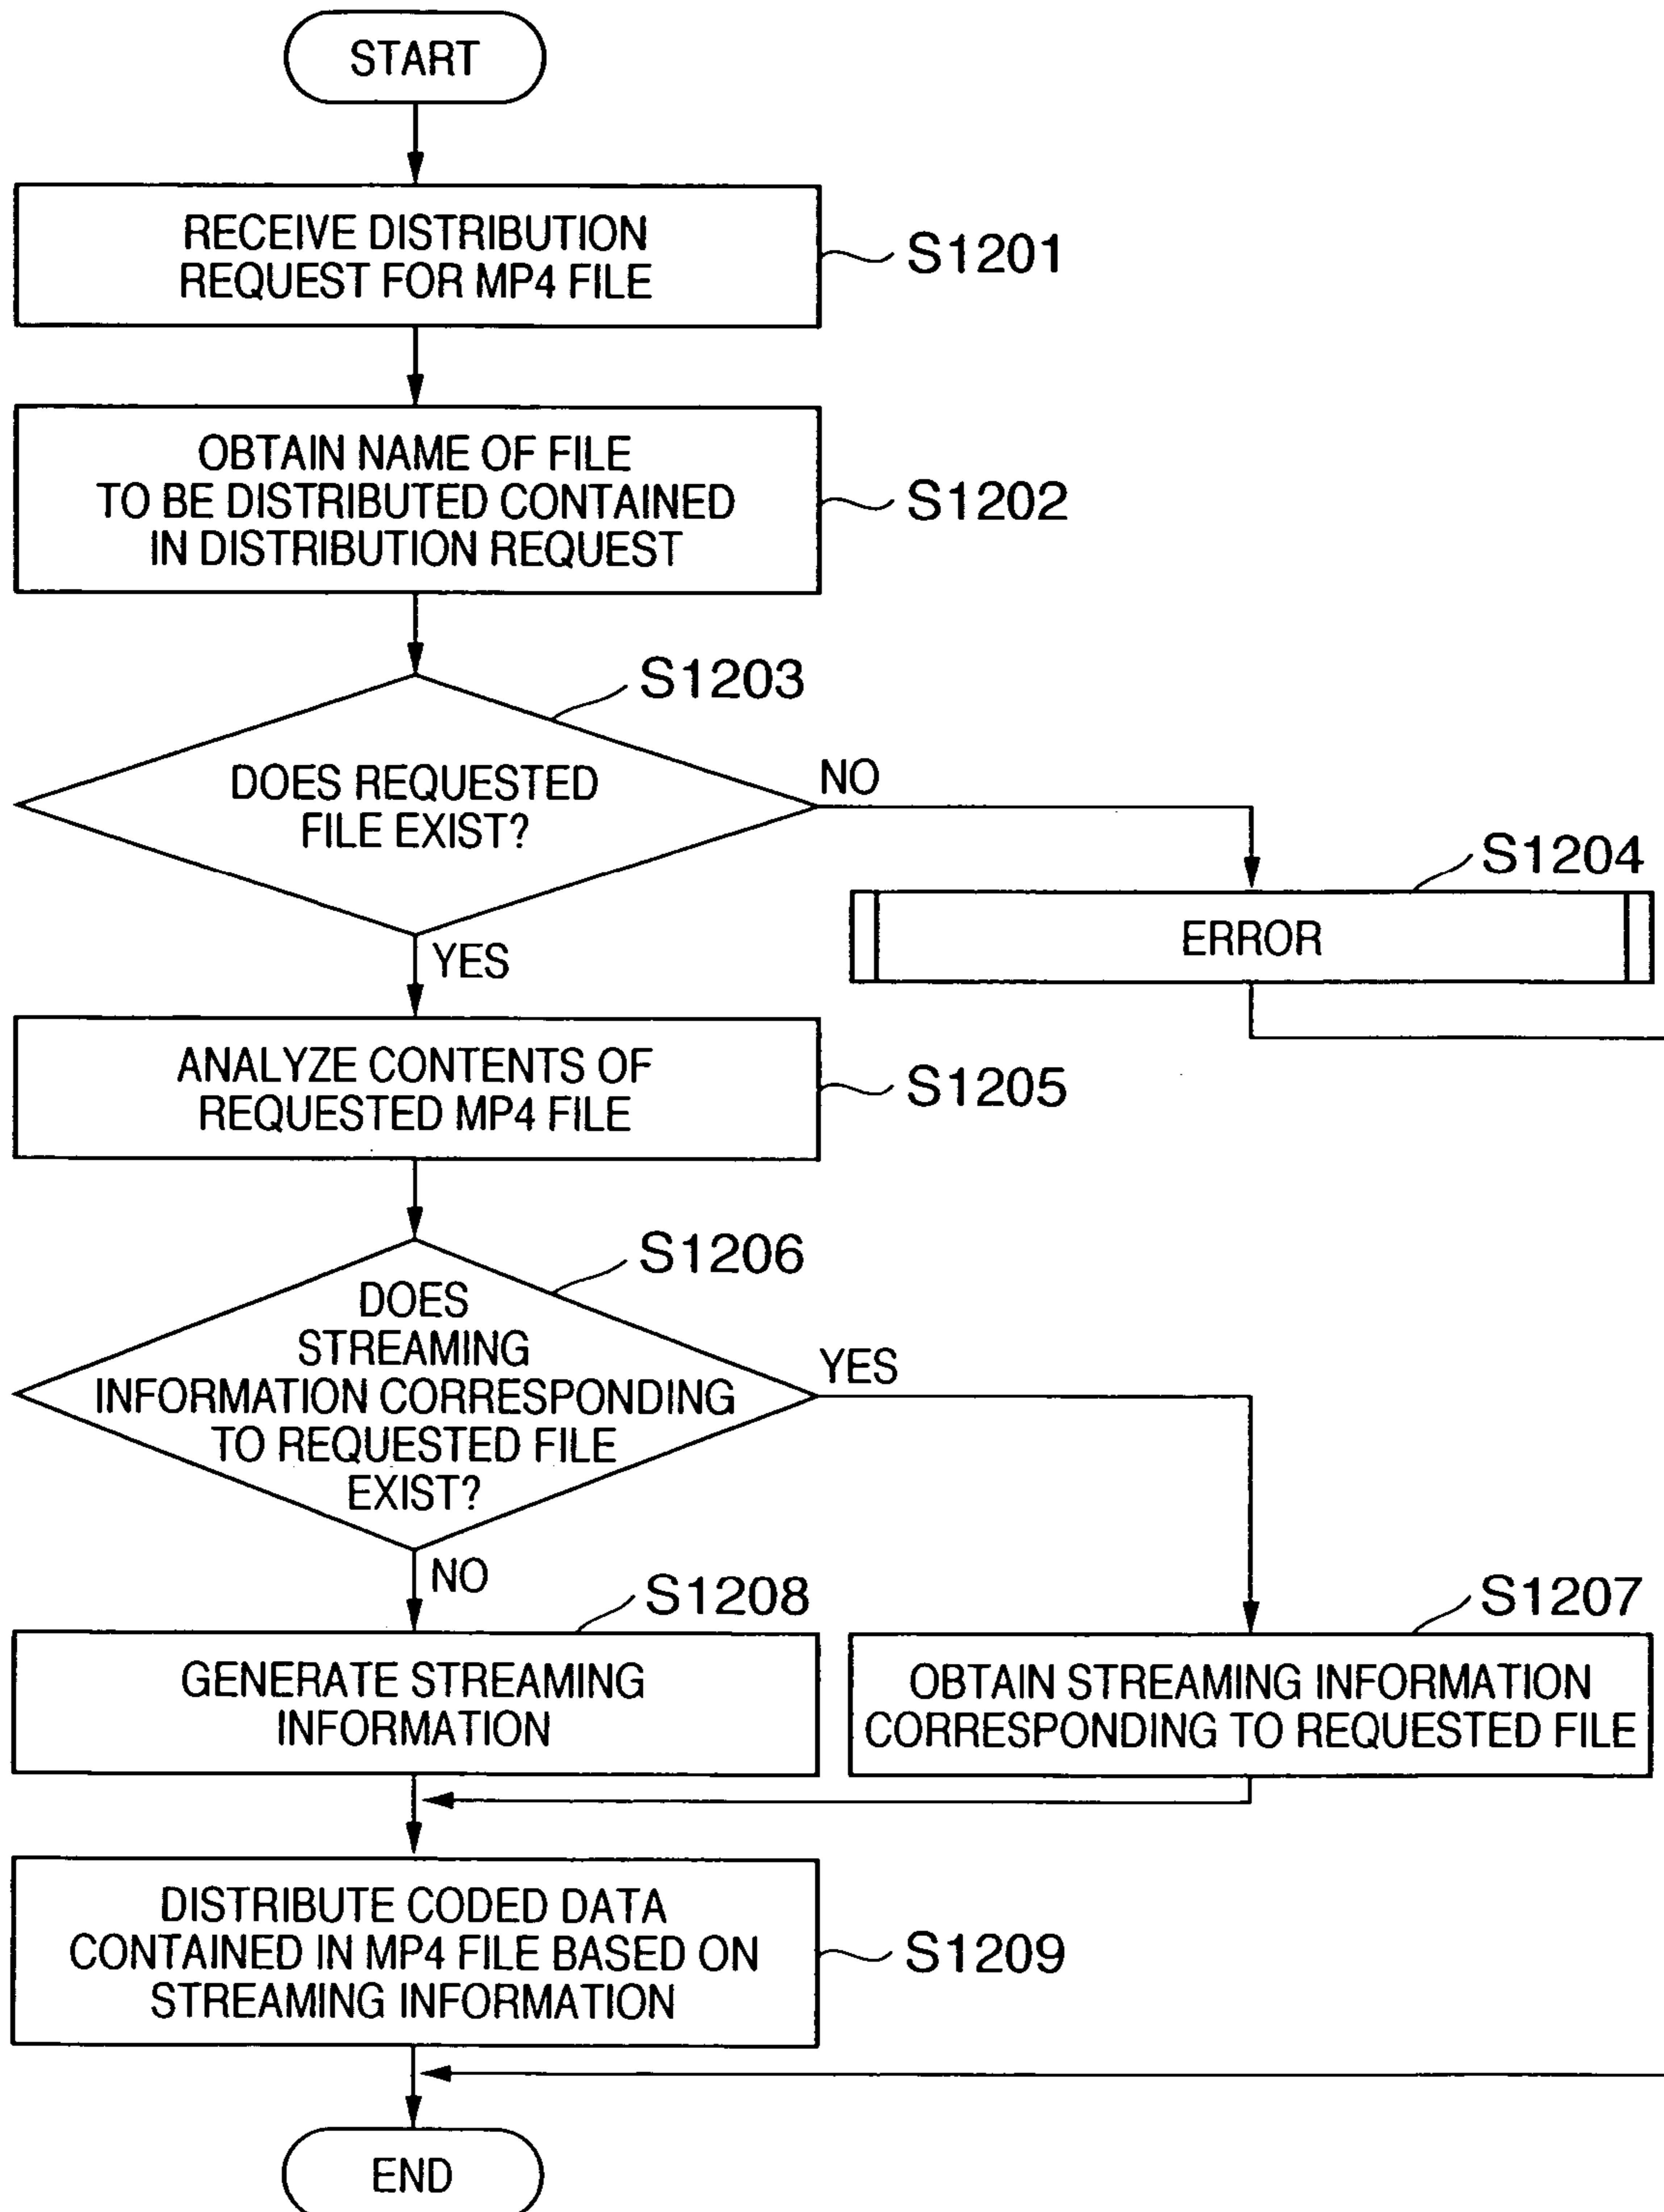 START
RECEIVE DISTRIBUTION
REQUEST FOR MP4 FILE
S1201
OBTAIN NAME OF FILE
TO BE DISTRIBUTED CONTAINED
IN DISTRIBUTION REQUEST
S1202
S1203
DOES REQUESTED
FILE EXIST?
NO
YES
S1204
ERROR
ANALYZE CONTENTS OF
REQUESTED MP4 FILE
S1205
S1206
DOES
STREAMING
INFORMATION CORRESPONDING
TO REQUESTED FILE
EXIST?
YES
NO
S1208
GENERATE STREAMING
INFORMATION
S1207
OBTAIN STREAMING INFORMATION
CORRESPONDING TO REQUESTED FILE
DISTRIBUTE CODED DATA
CONTAINED IN MP4 FILE BASED ON
STREAMING INFORMATION
S1209
END